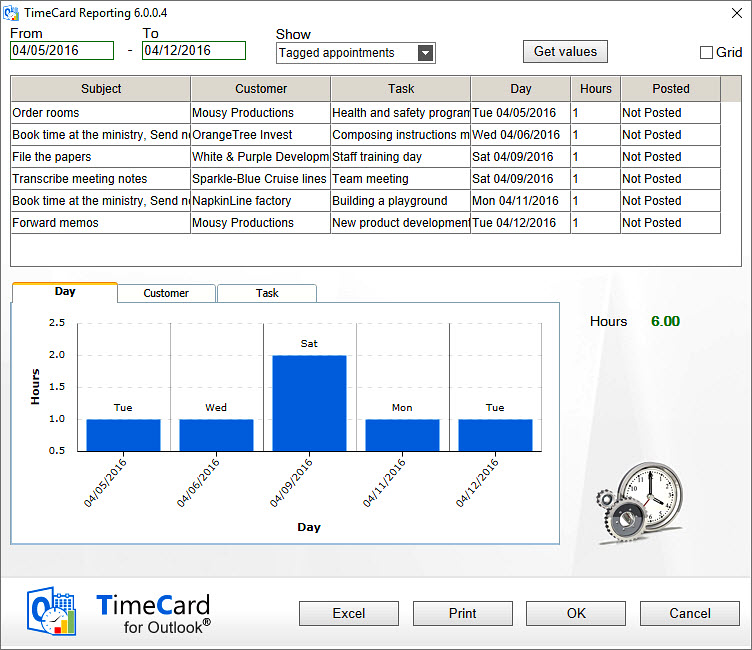 TimeCard Reporting 6.0.0.4
From To Show
04/05/2016 - 04/12/2016 Tagged appointments Get values Grid
Subject Customer Task Day Hours Posted
Order rooms Mousy Productions Health and safety program Tue 04/05/2016 1 Not Posted
Book time at the ministry, Send no OrangeTree Invest Composing instructions m Wed 04/06/2016 1 Not Posted
File the papers White & Purple Developm Staff training day Sat 04/09/2016 1 Not Posted
Transcribe meeting notes Sparkle-Blue Cruise lines Team meeting Sat 04/09/2016 1 Not Posted
Book time at the ministry, Send no NapkinLine factory Building a playground Mon 04/11/2016 1 Not Posted
Forward memos Mousy Productions New product development Tue 04/12/2016 1 Not Posted
Day Customer Task
Hours 6.00
2.5
2.0
1.5
1.0
0.5
Hours
Tue Wed Sat Mon Tue
04/05/2016 04/06/2016 04/09/2016 04/11/2016 04/12/2016
Day
TimeCard
for Outlook®
Excel Print OK Cancel